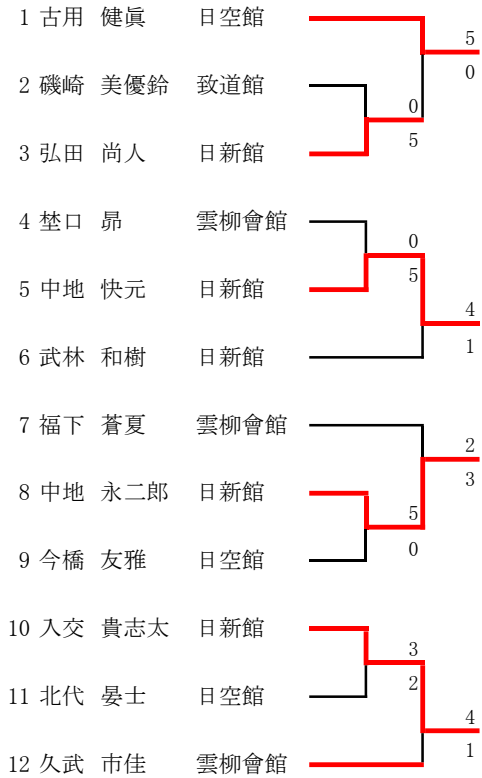 1 古用 健眞 日空館
5
0
2 磯崎 美優鈴 致道館
0
5
3 弘田 尚人 日新館
4 埜口 昴 雲柳會館
0
5
5 中地 快元 日新館
4
1
6 武林 和樹 日新館
7 福下 蒼夏 雲柳會館
2
3
8 中地 永二郎 日新館
5
0
9 今橋 友雅 日空館
10 入交 貴志太 日新館
3
2
11 北代 晏士 日空館
4
1
12 久武 市佳 雲柳會館